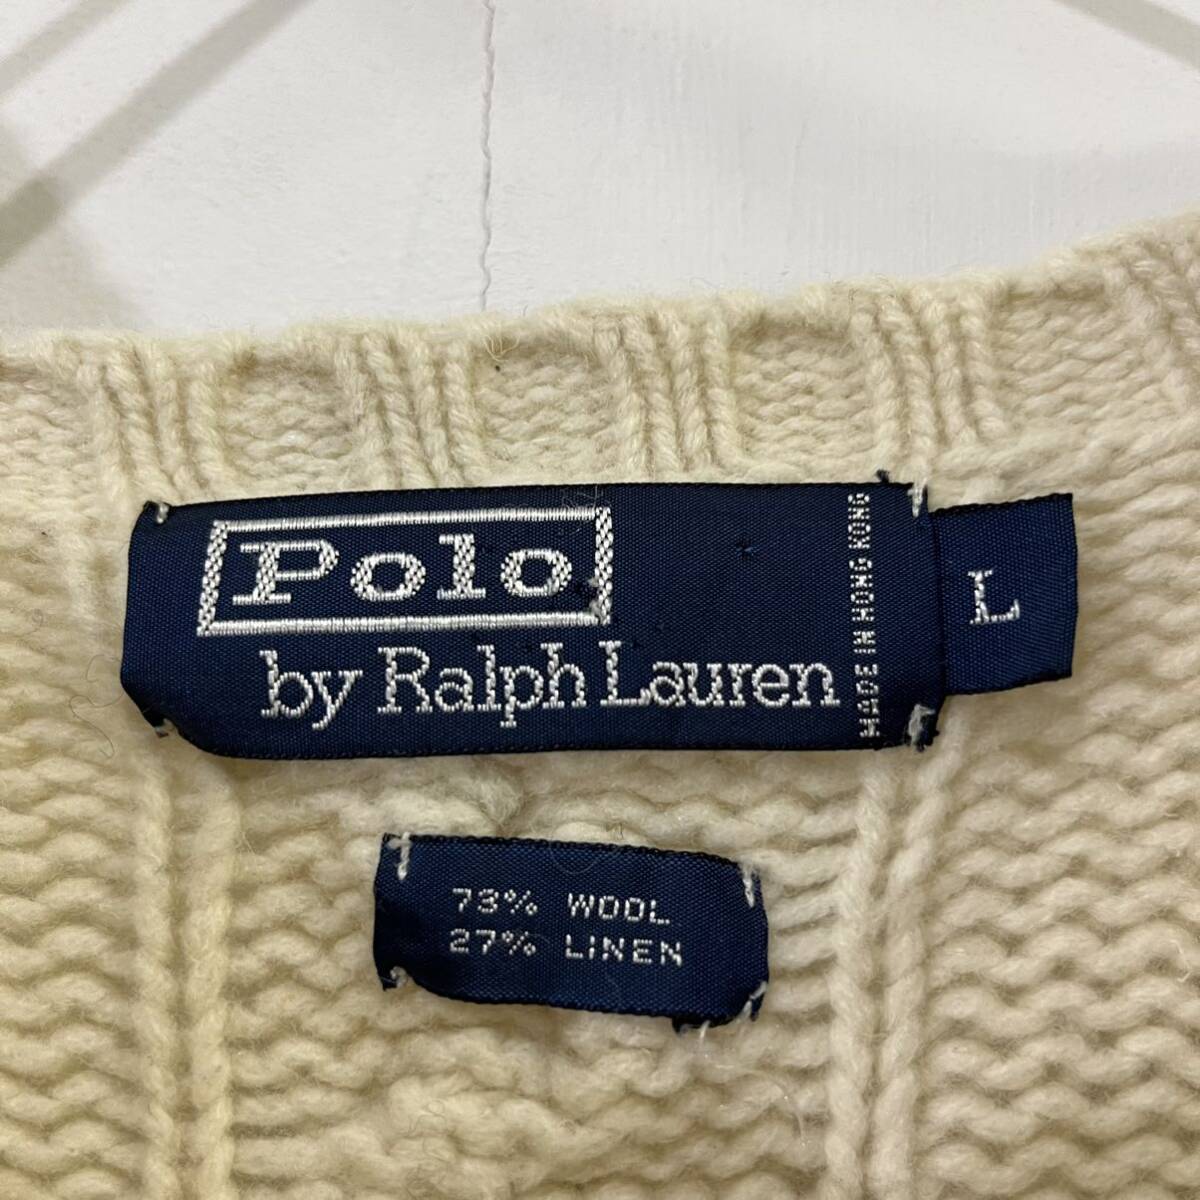 Polo
by Ralph Lauren
MADE IN HONG KONG
L
73% WOOL
27% LINEN